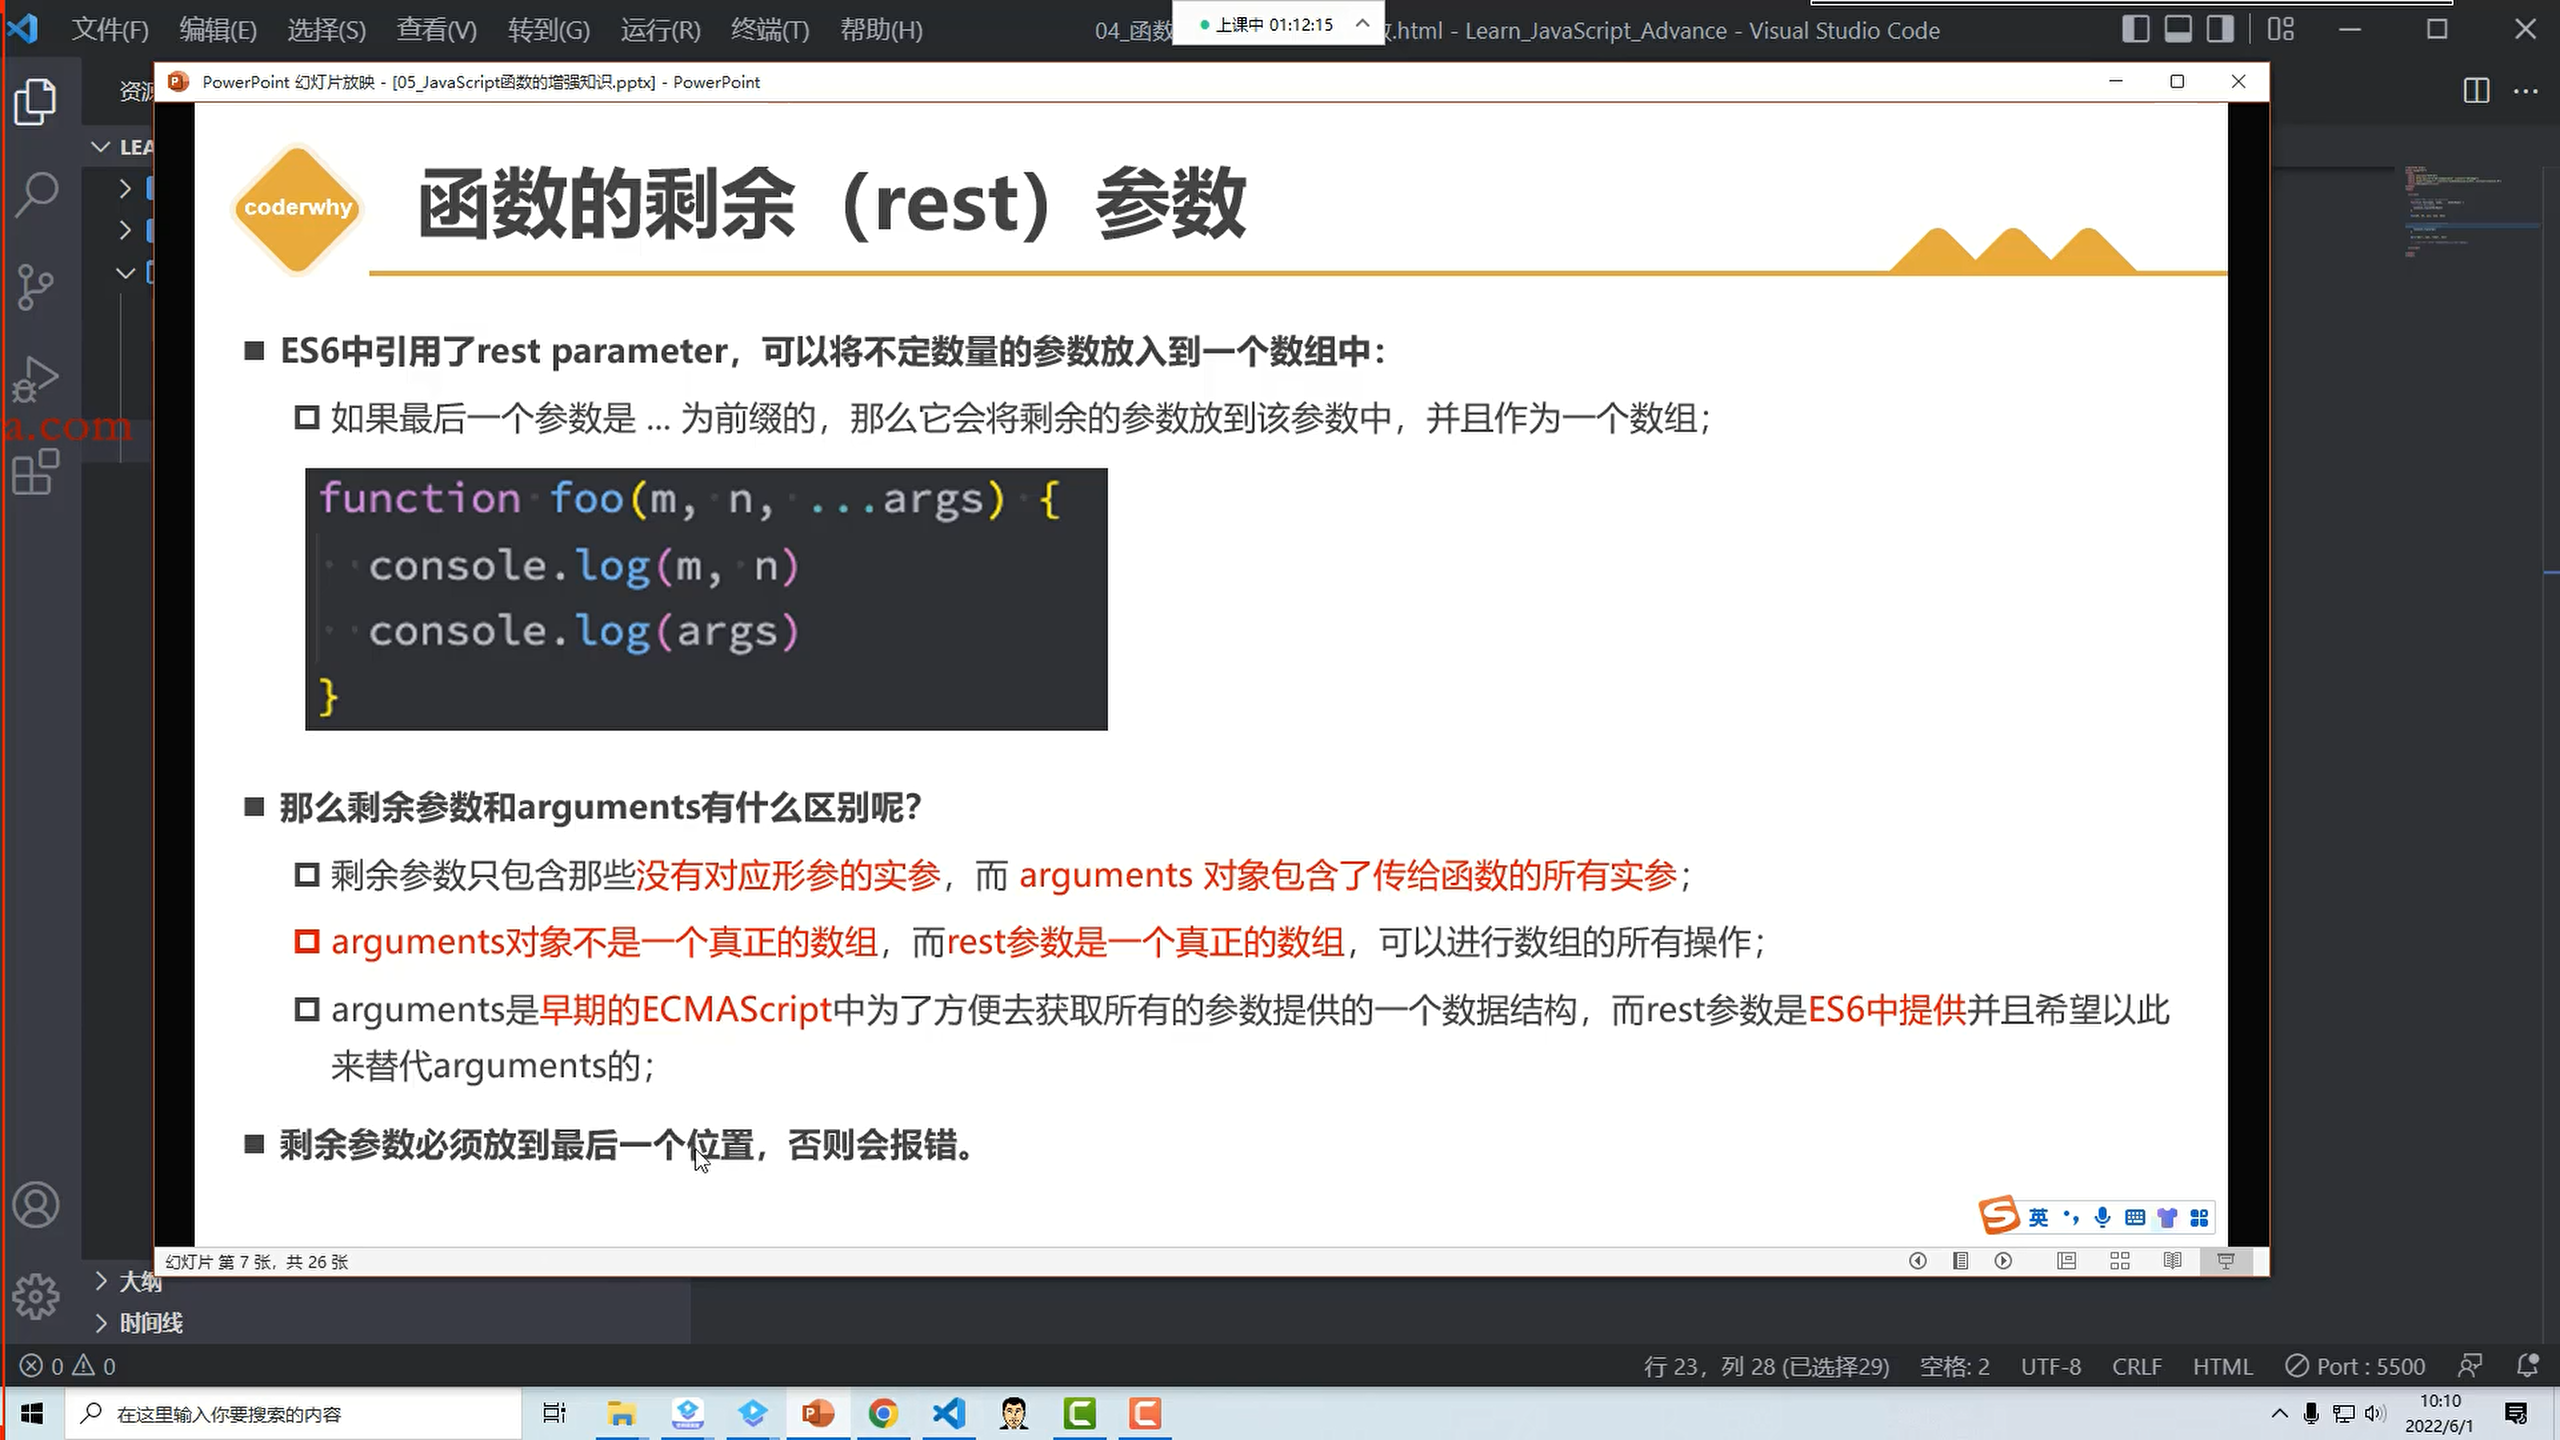 文件(F) 编辑(E) 选择(S) 查看(V) 转到(G) 运行(R) 终端(T) 帮助(H)
04_函数 .html - Learn_JavaScript_Advance - Visual Studio Code
上课中 01:12:15
PowerPoint 幻灯片放映 - [05_JavaScript函数的增强知识.pptx] - PowerPoint
资源
LEA
a.com
coderwhy
函数的剩余（rest）参数
ES6中引用了rest parameter，可以将不定数量的参数放入到一个数组中：
如果最后一个参数是 ... 为前缀的，那么它会将剩余的参数放到该参数中，并且作为一个数组；
function foo(m, n, ...args) {
console.log(m, n)
console.log(args)
}
那么剩余参数和arguments有什么区别呢？
剩余参数只包含那些没有对应形参的实参，而 arguments 对象包含了传给函数的所有实参；
arguments对象不是一个真正的数组，而rest参数是一个真正的数组，可以进行数组的所有操作；
arguments是早期的ECMAScript中为了方便去获取所有的参数提供的一个数据结构，而rest参数是ES6中提供并且希望以此
来替代arguments的；
剩余参数必须放到最后一个位置，否则会报错。
英
幻灯片 第 7 张，共 26 张
大纲
时间线
0 0
行 23，列 28 (已选择29) 空格: 2 UTF-8 CRLF HTML Port : 5500
在这里输入你要搜索的内容
10:10
2022/6/1